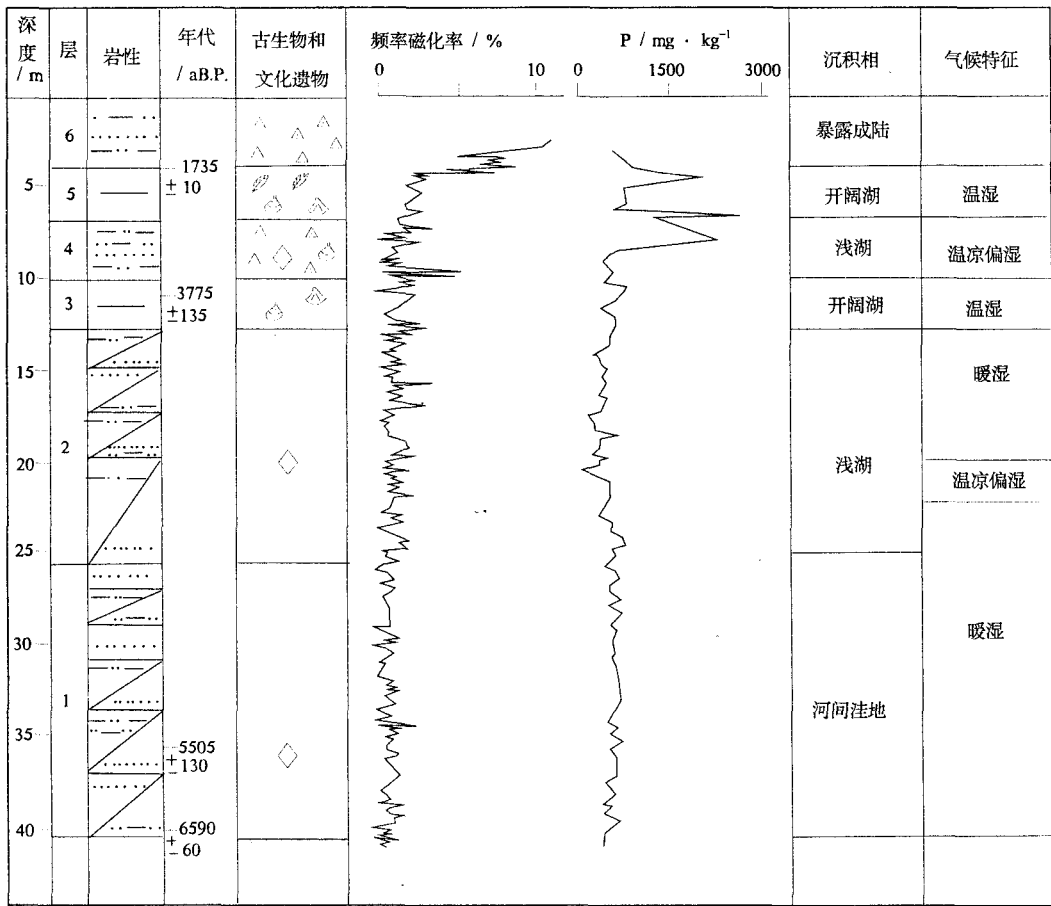 深度 / m
层
岩性
年代 / aB.P.
古生物和
文化遗物
频率磁化率 / %
0 10
P / mg · kg⁻¹
0 1500 3000
沉积相
气候特征
6
暴露成陆
1735
± 10
5
5
开阔湖
温湿
4
浅湖
温凉偏湿
10
3775
±135
3
开阔湖
温湿
15
暖湿
2
20
浅湖
温凉偏湿
25
30
暖湿
1
河间洼地
35
5505
± 130
40
6590
± 60